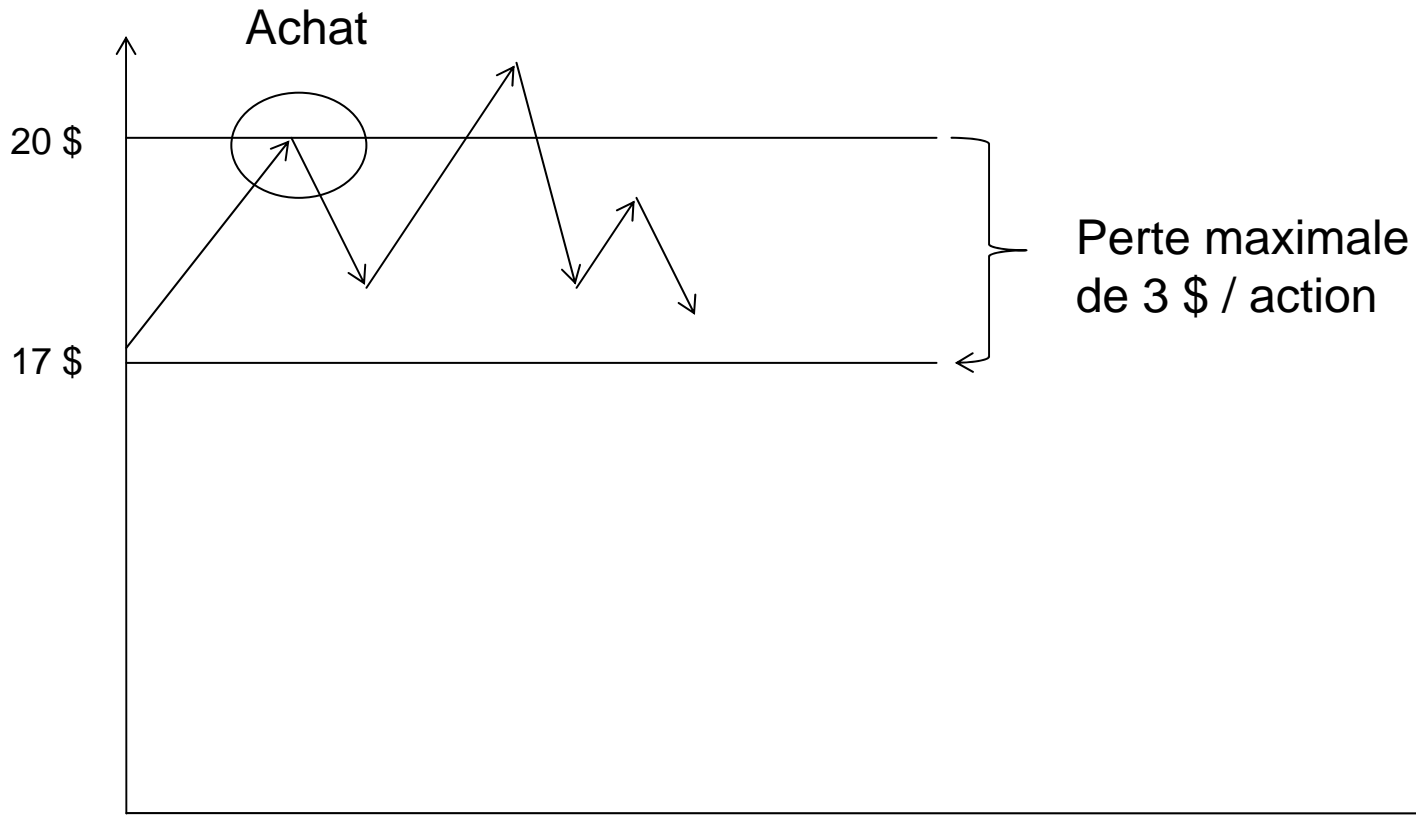 Achat
20 $
Perte maximale
de 3 $ / action
17 $